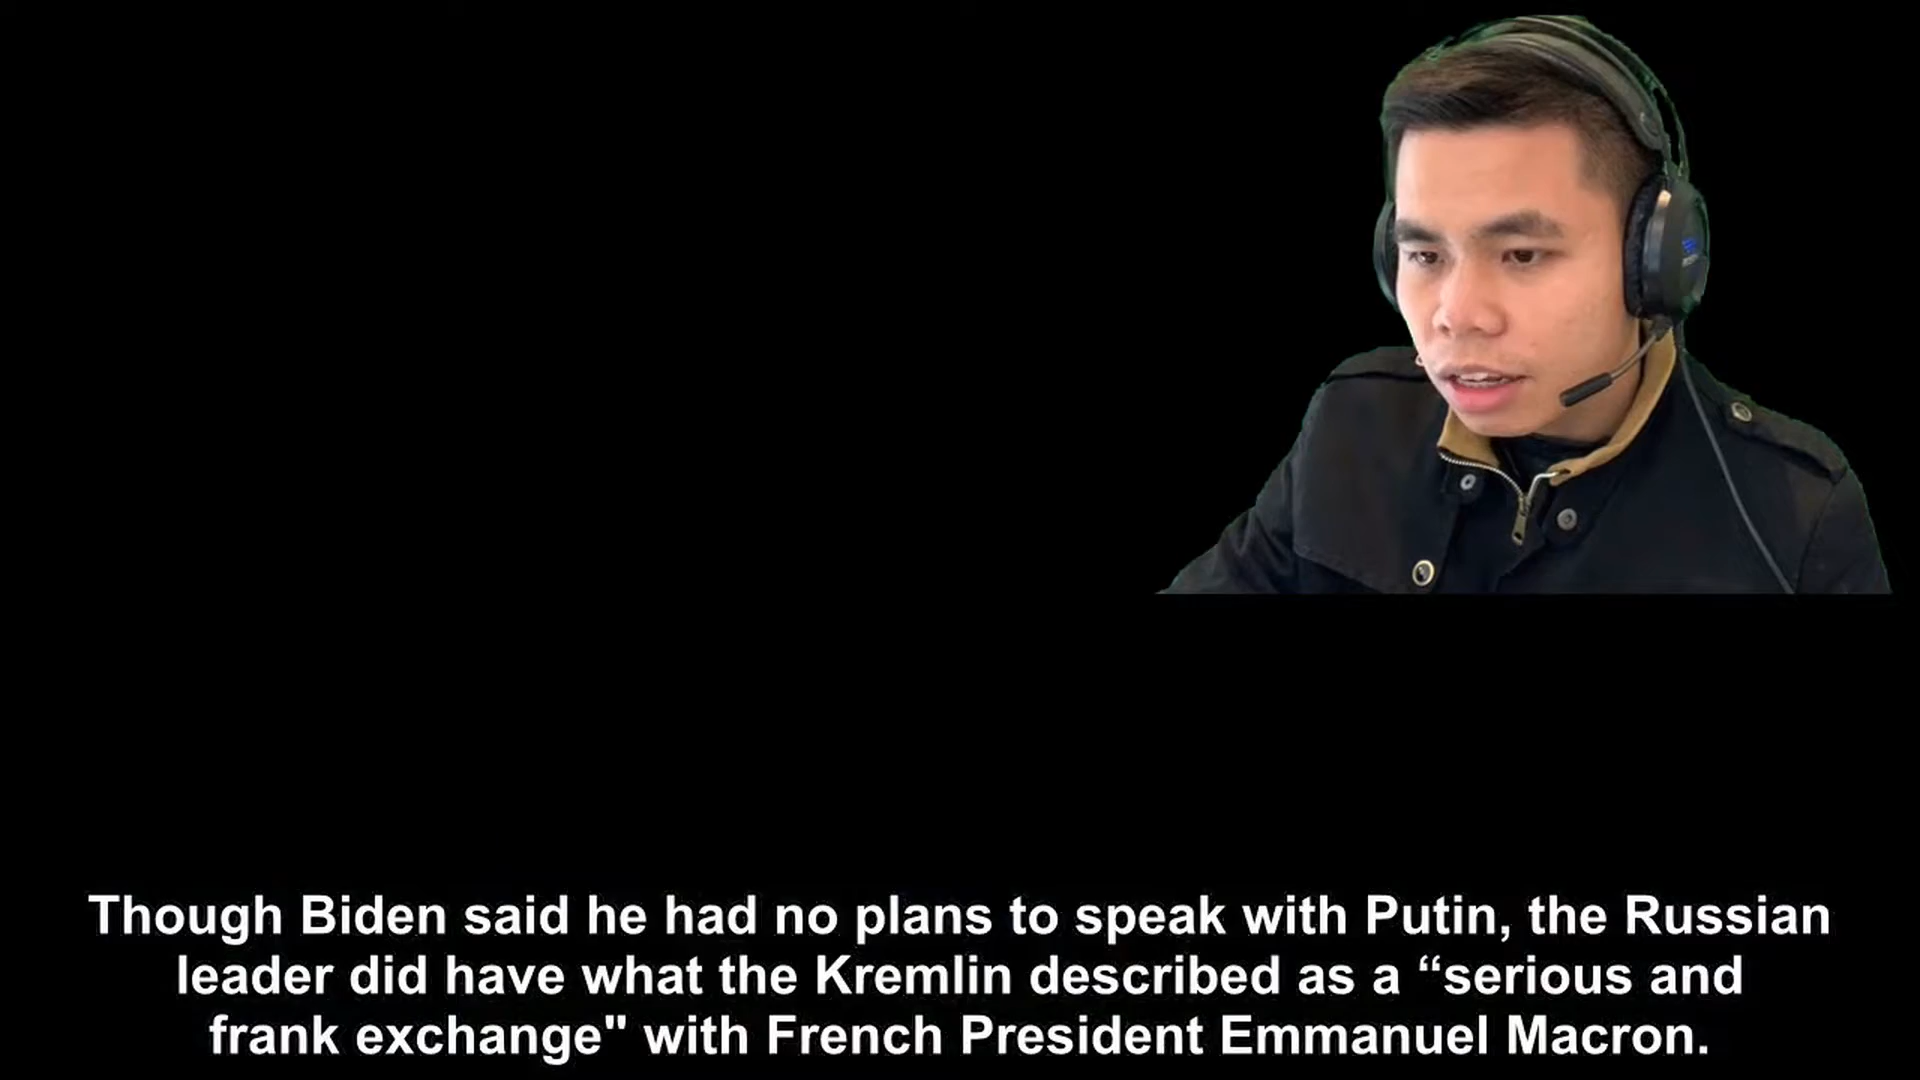 Though Biden said he had no plans to speak with Putin, the Russian
leader did have what the Kremlin described as a “serious and
frank exchange" with French President Emmanuel Macron.